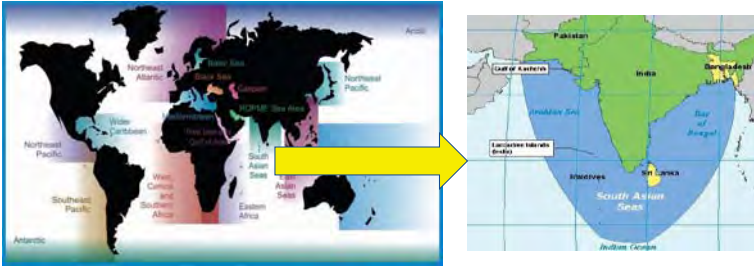 Arctic
Baltic Sea
Northeast
Atlantic
Black Sea
Caspian
Northwest
Pacific
ROPME Sea Area
Mediterranean
Wider
Caribbean
Red Sea
Gulf of Aden
Northeast
Pacific
South
Asian
Seas
East
Asian
Seas
West,
Central
and
Southern
Africa
Southeast
Pacific
Eastern
Africa
Antarctic
Pakistan
Gulf of Kachchh
India
Bangladesh
Arabian Sea
Bay
of
Bengal
(India)
Maldives
Sri Lanka
South Asian
Seas
Indian Ocean